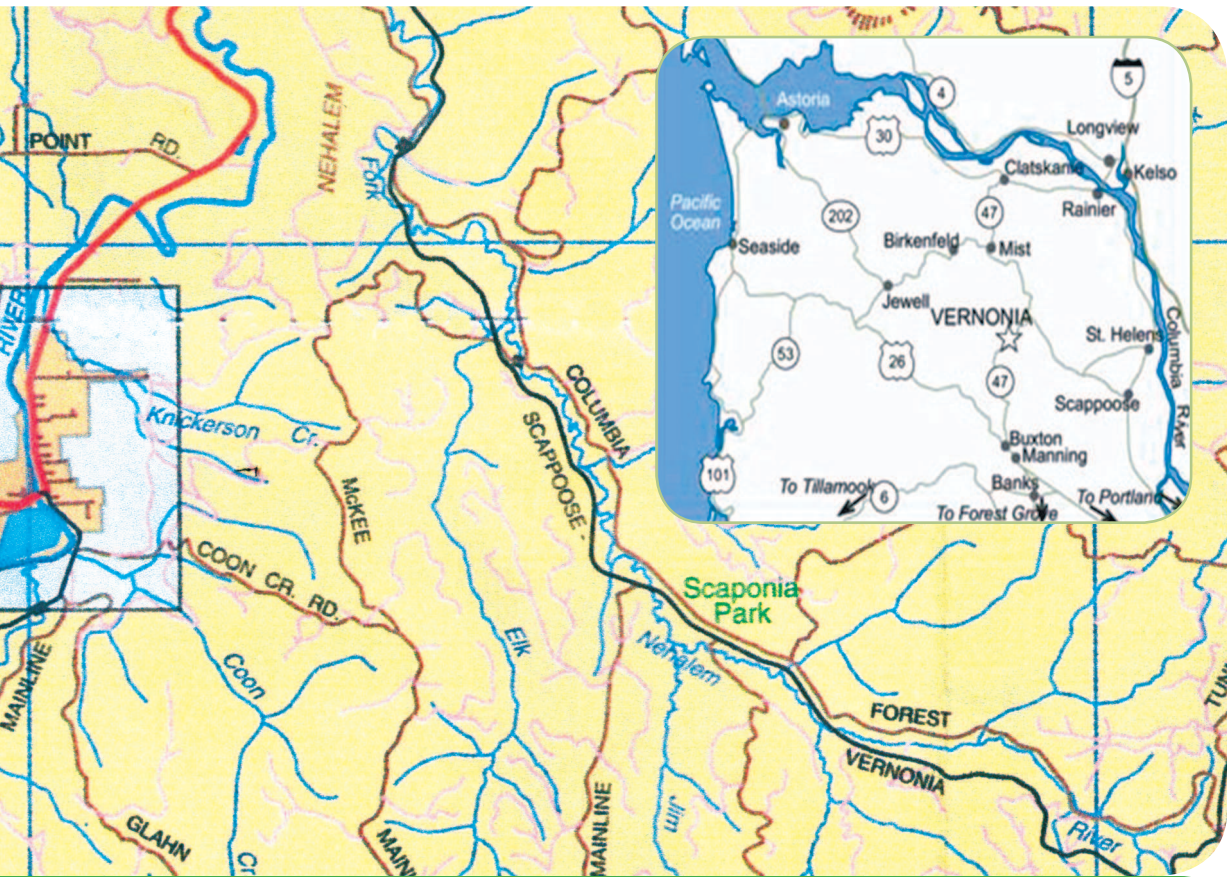 POINT RD.
NEHALEM
Fork
RIVER
Knickerson Cr.
McKEE
COON CR. RD.
COLUMBIA
SCAPPOOSE -
Scaponia
Park
Nehalem
Elk
Coon
Cr
MAINLINE
GLAHN
MAINL
MAINLINE
Jim
FOREST
VERNONIA
River
TUN
4
5
Astoria
30
Longview
Clatskanie
Kelso
Pacific
Ocean
202
47
Rainier
Seaside
Birkenfeld
Mist
Jewell
VERNONIA
St. Helens
Columbia River
53
26
47
Scappoose
Buxton
Manning
101
To Tillamook
6
Banks
To Portland
To Forest Grove